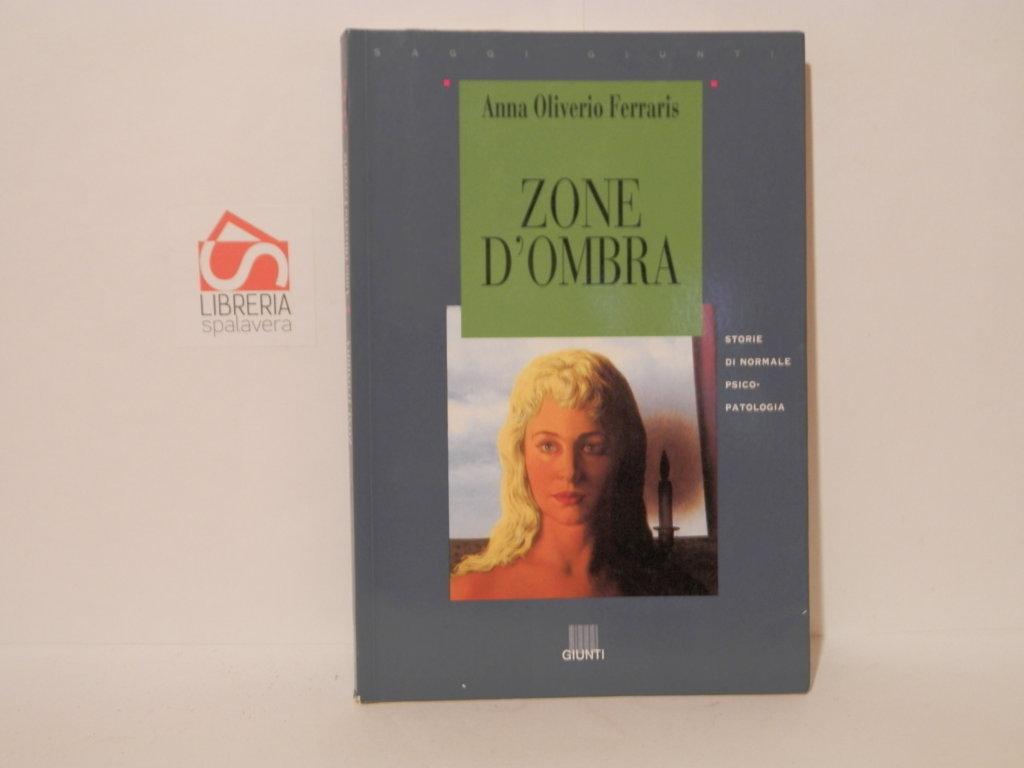 SAGGI GIUNTI
Anna Oliverio Ferraris
ZONE
D'OMBRA
STORIE
DI NORMALE
PSICO-
PATOLOGIA
GIUNTI
LIBRERIA
spalavera